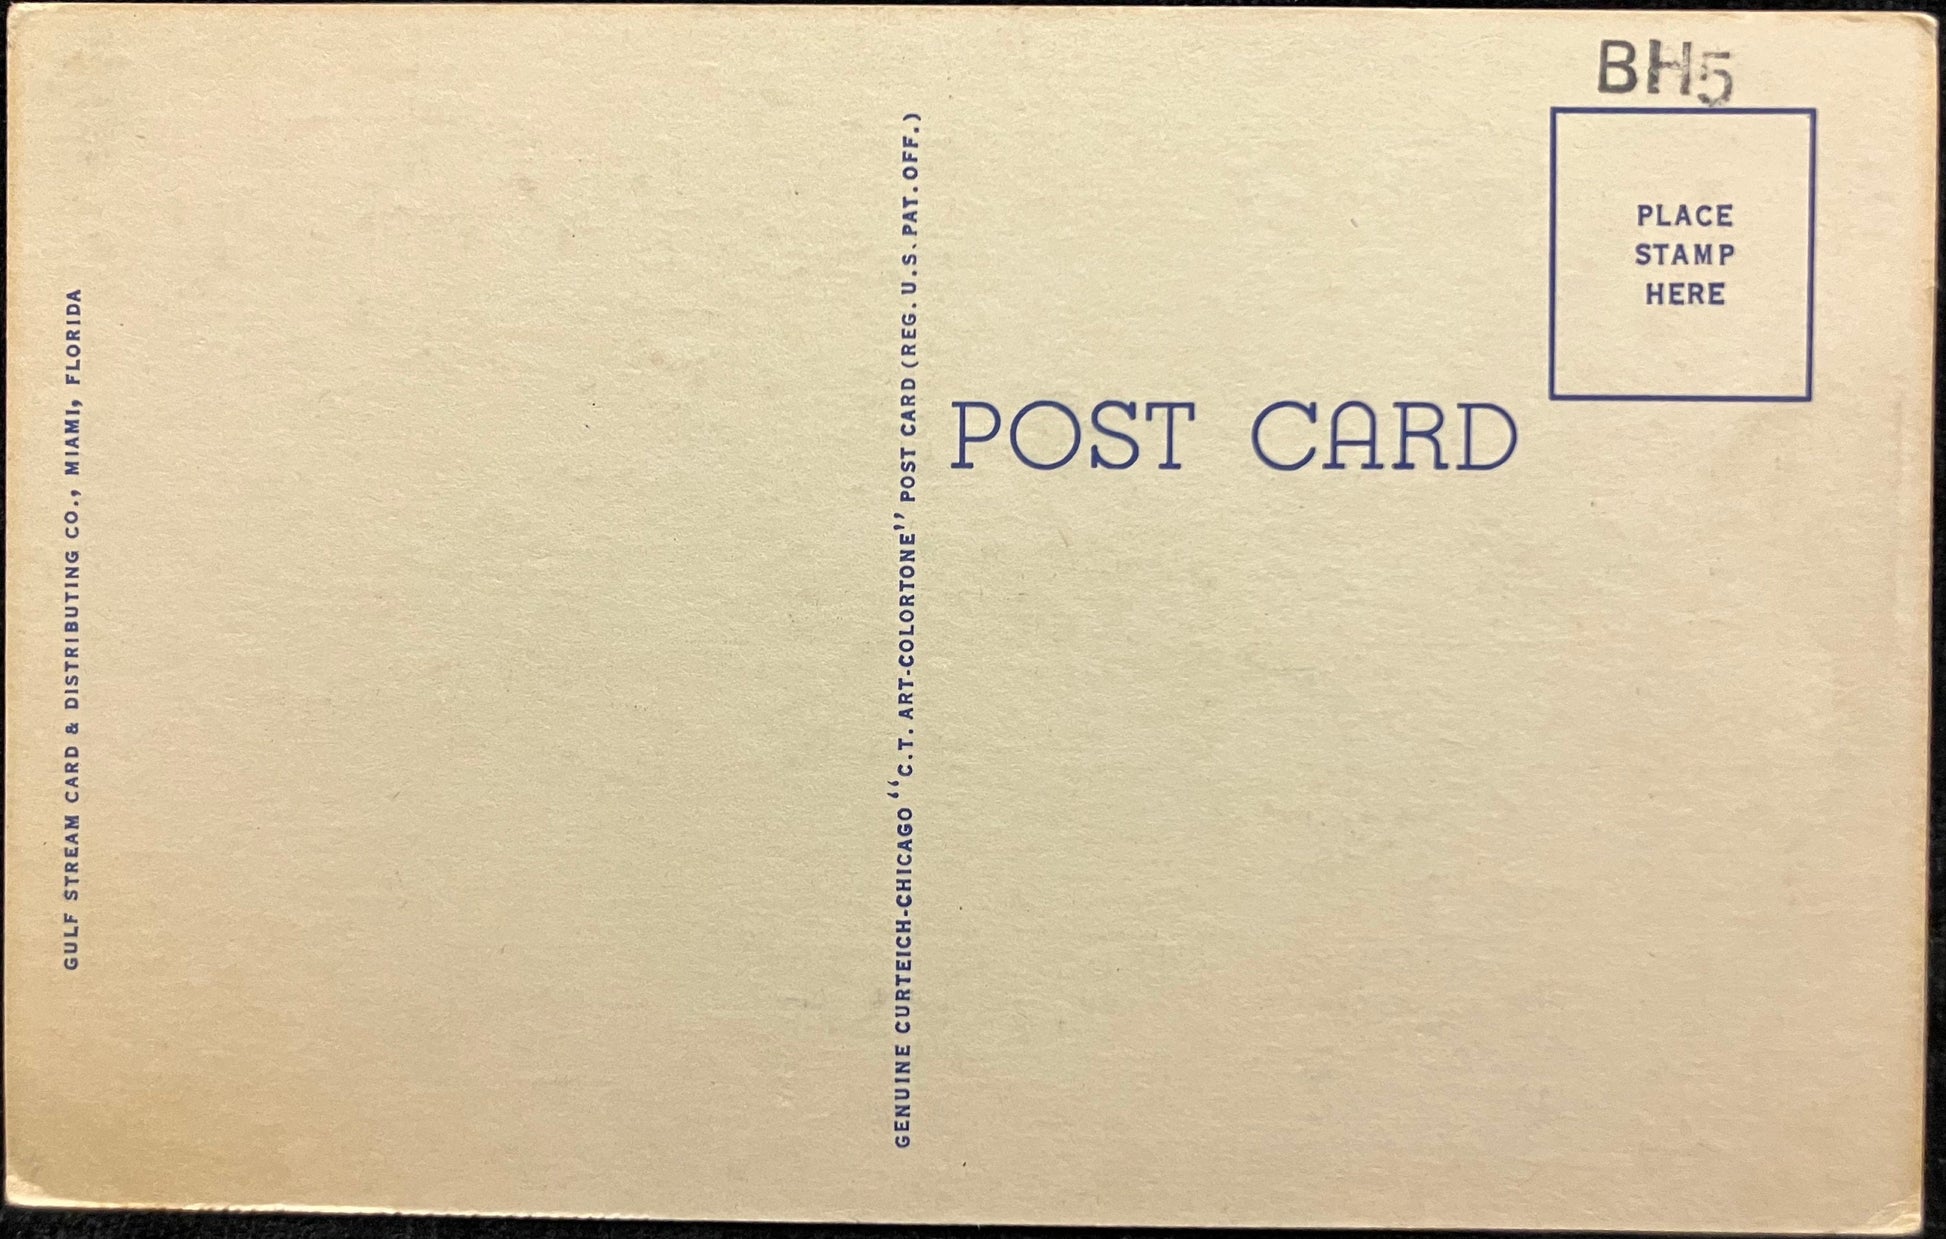 BH5
PLACE
STAMP
HERE
POST CARD
GENUINE CURTEICH-CHICAGO "C.T. ART-COLORTONE" POST CARD (REG. U.S. PAT. OFF.)
GULF STREAM CARD & DISTRIBUTING CO., MIAMI, FLORIDA